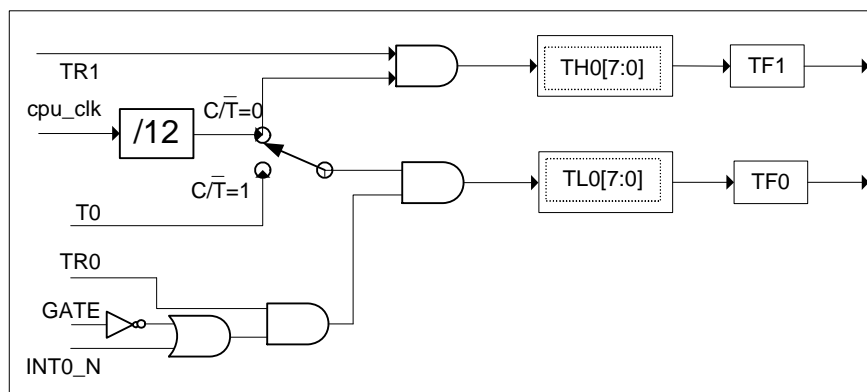 TR1
TH0[7:0]
TF1
cpu_clk
C/T̅=0
/12
C/T̅=1
TL0[7:0]
TF0
T0
TR0
GATE
INT0_N